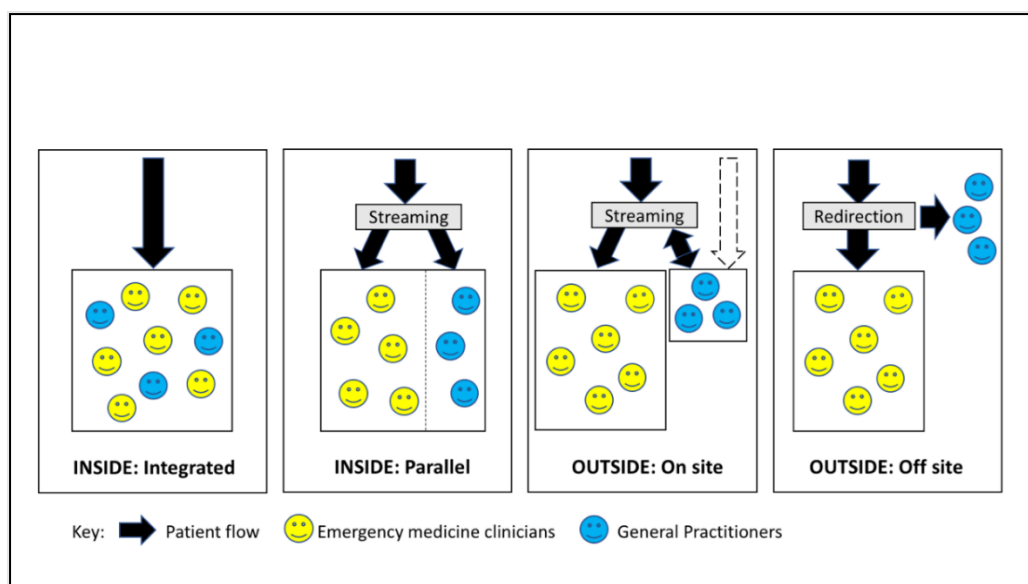 Streaming
Streaming
Redirection
INSIDE: Integrated
INSIDE: Parallel
OUTSIDE: On site
OUTSIDE: Off site
Key: Patient flow Emergency medicine clinicians General Practitioners